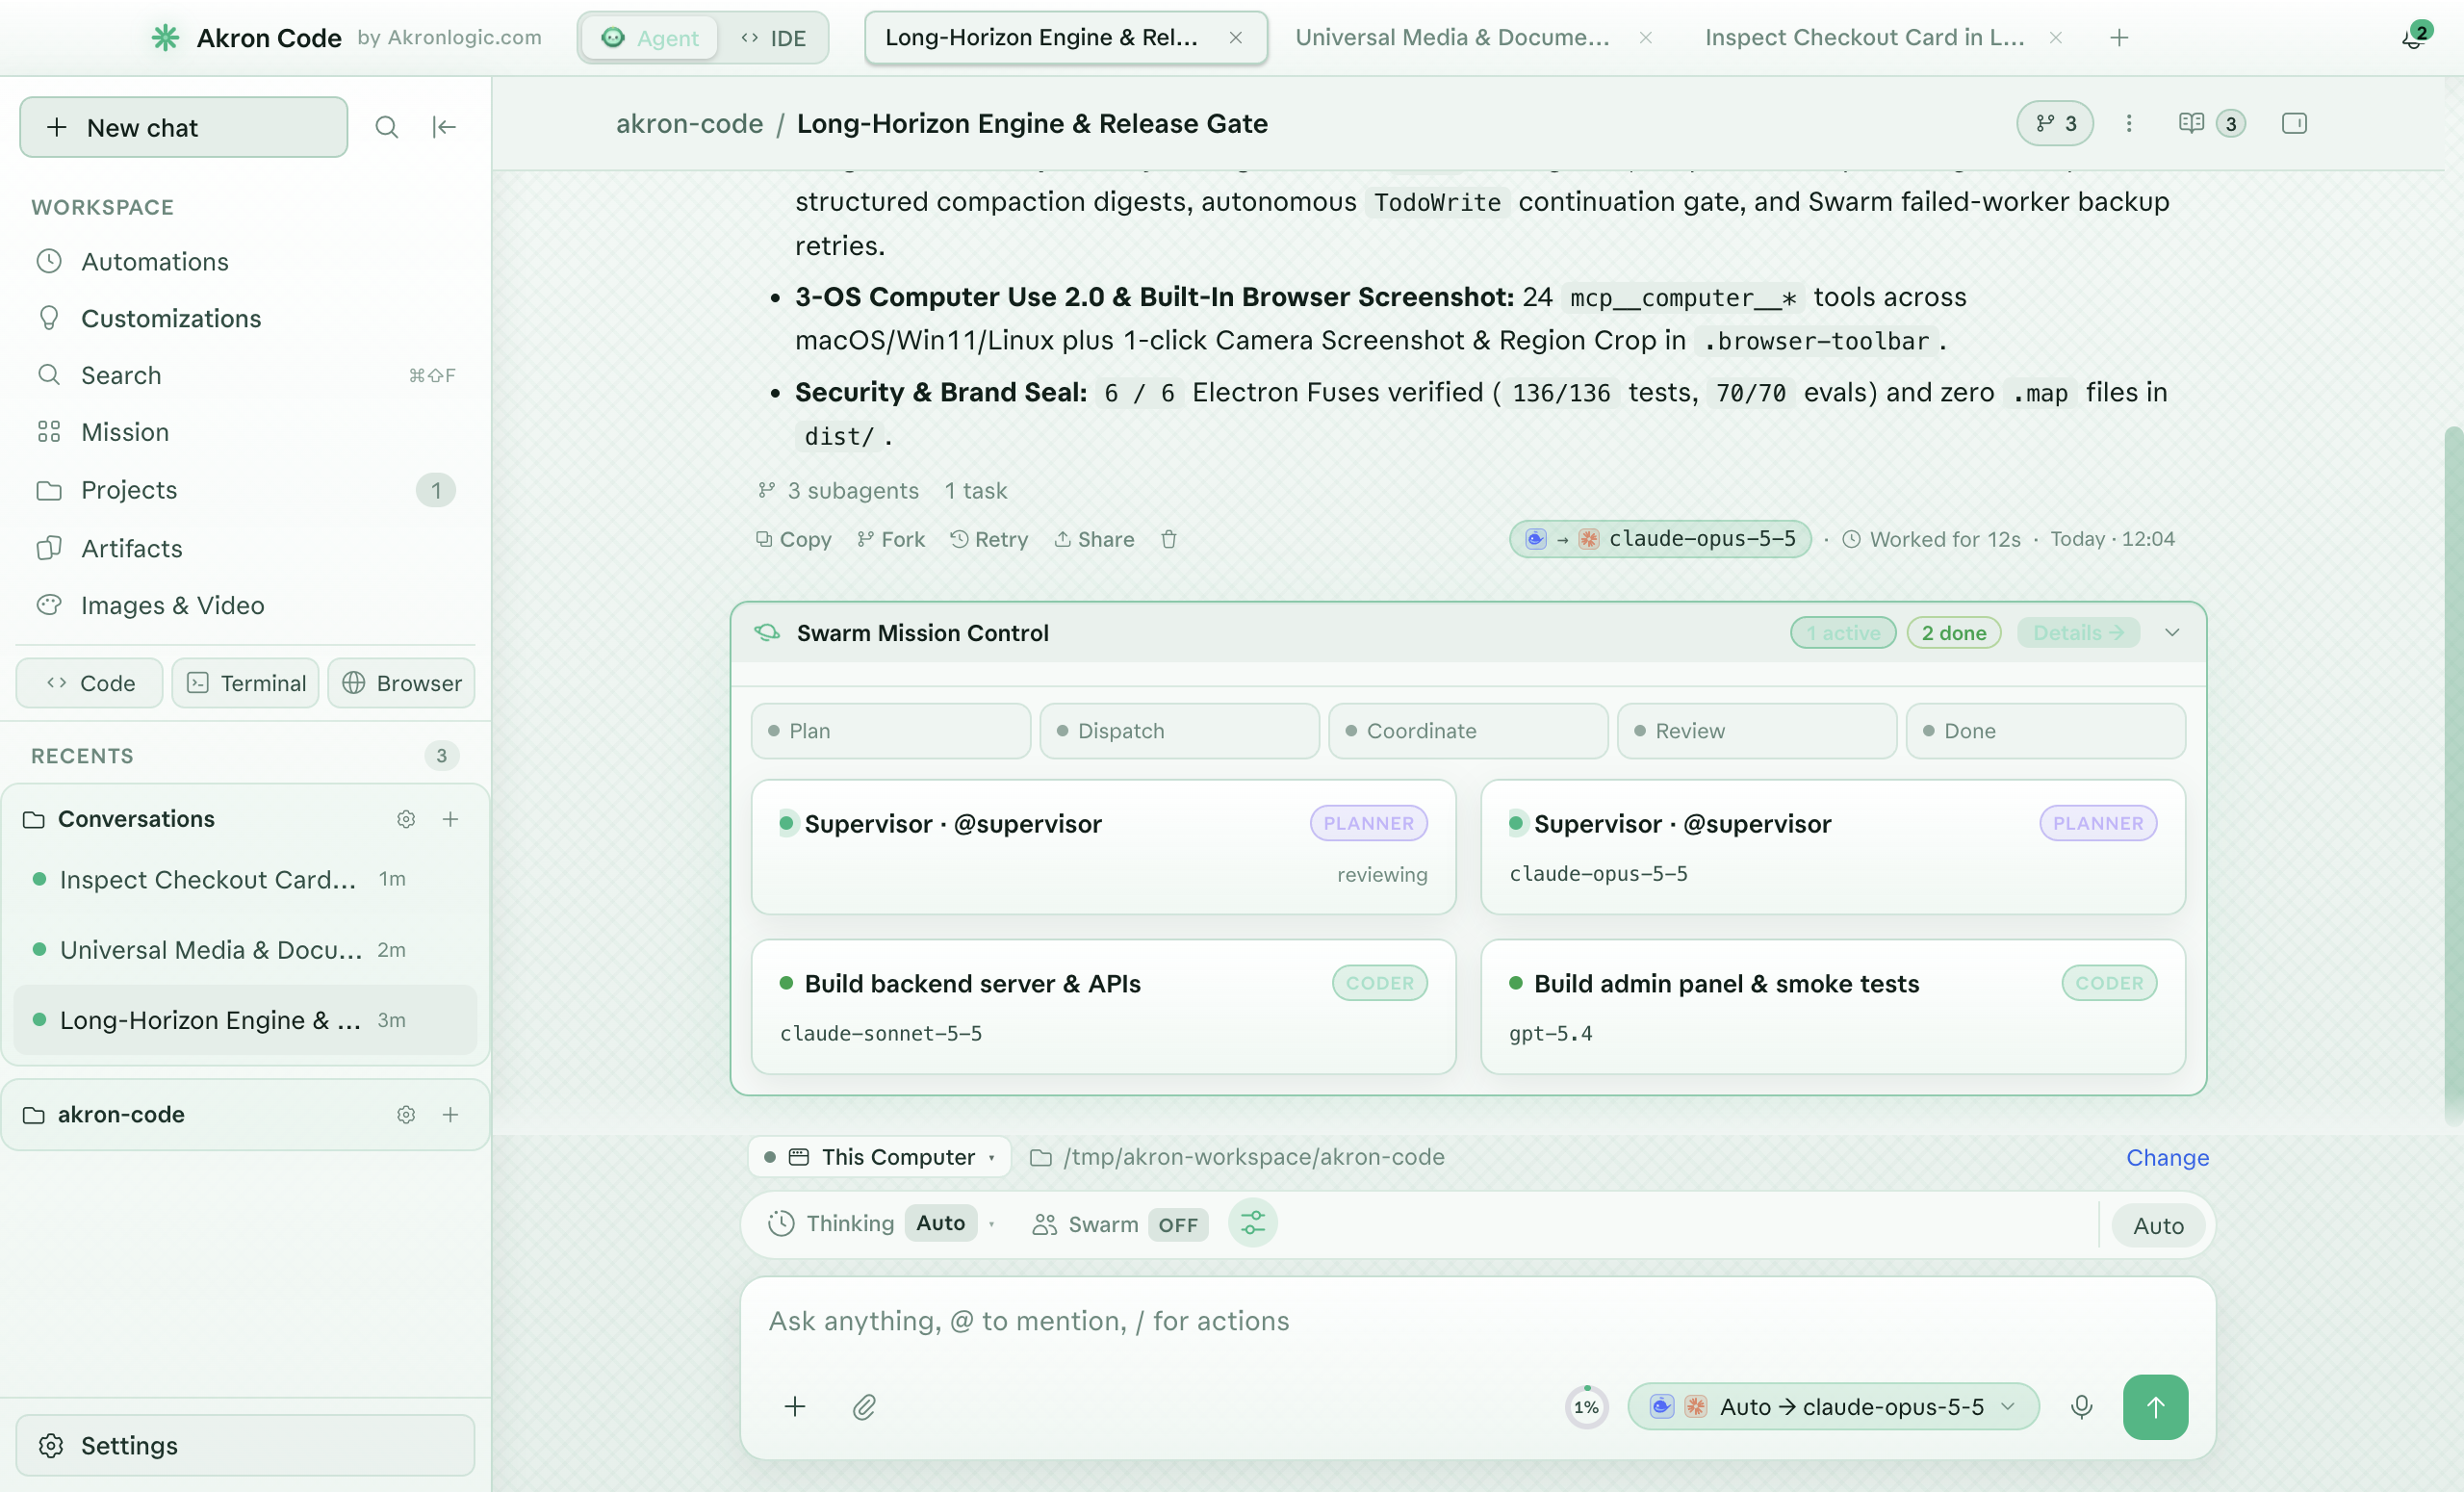 Akron Code by Akronlogic.com
Agent
IDE
Long-Horizon Engine & Rel...
Universal Media & Docume...
Inspect Checkout Card in L...
2
New chat
WORKSPACE
Automations
Customizations
Search ⌘⇧F
Mission
Projects 1
Artifacts
Images & Video
Code
Terminal
Browser
RECENTS 3
Conversations
Inspect Checkout Card... 1m
Universal Media & Docu... 2m
Long-Horizon Engine & ... 3m
akron-code
Settings
akron-code / Long-Horizon Engine & Release Gate
3
3
structured compaction digests, autonomous TodoWrite continuation gate, and Swarm failed-worker backup
retries.
• 3-OS Computer Use 2.0 & Built-In Browser Screenshot: 24 mcp__computer__* tools across
macOS/Win11/Linux plus 1-click Camera Screenshot & Region Crop in .browser-toolbar.
• Security & Brand Seal: 6 / 6 Electron Fuses verified (136/136 tests, 70/70 evals) and zero .map files in
dist/.
3 subagents 1 task
Copy Fork Retry Share
→ claude-opus-5-5 · Worked for 12s · Today · 12:04
Swarm Mission Control
1 active
2 done
Details →
Plan
Dispatch
Coordinate
Review
Done
Supervisor · @supervisor PLANNER
reviewing
Supervisor · @supervisor PLANNER
claude-opus-5-5
Build backend server & APIs CODER
claude-sonnet-5-5
Build admin panel & smoke tests CODER
gpt-5.4
This Computer
/tmp/akron-workspace/akron-code
Change
Thinking Auto
Swarm OFF
Auto
Ask anything, @ to mention, / for actions
1%
Auto → claude-opus-5-5